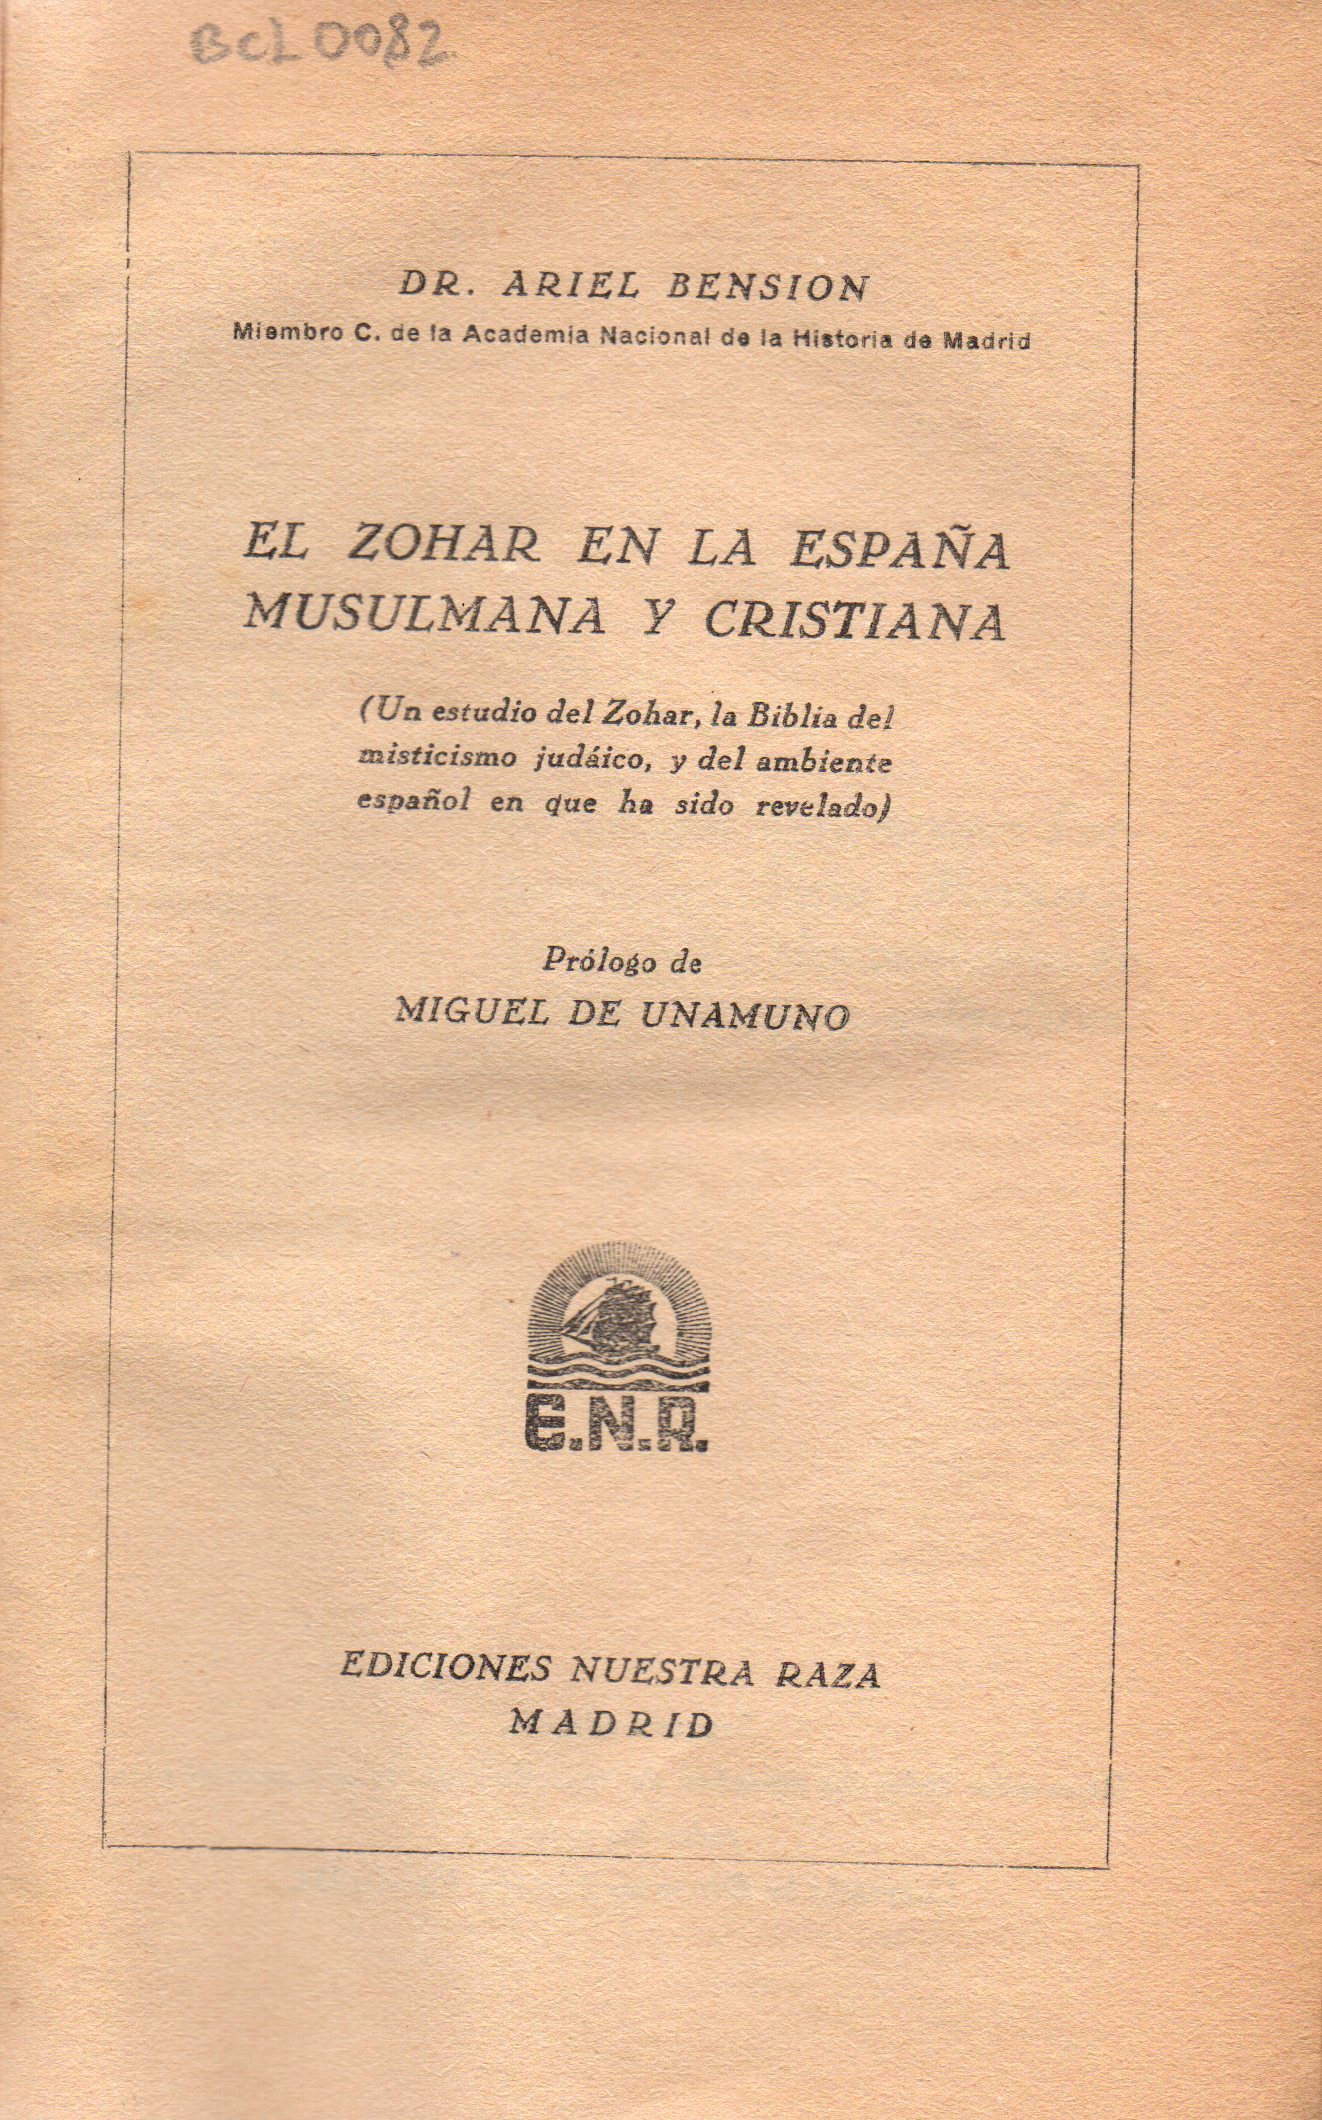 BCL0082
DR. ARIEL BENSION
Miembro C. de la Academia Nacional de la Historia de Madrid
EL ZOHAR EN LA ESPAÑA
MUSULMANA Y CRISTIANA
(Un estudio del Zohar, la Biblia del
misticismo judáico, y del ambiente
español en que ha sido revelado)
Prólogo de
MIGUEL DE UNAMUNO
E.N.R.
EDICIONES NUESTRA RAZA
MADRID